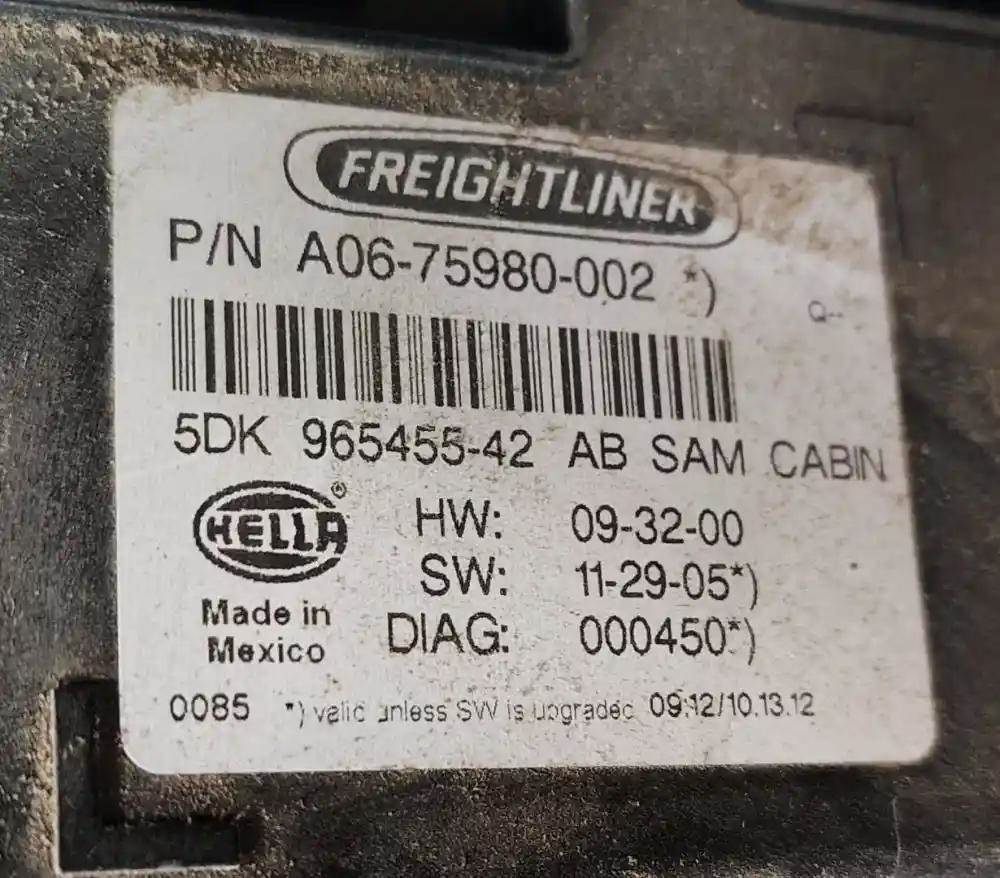 FREIGHTLINER
P/N A06-75980-002 *)
Q--
5DK 965455-42 AB SAM CABIN
HELLA ®
Made in
Mexico
HW: 09-32-00
SW: 11-29-05*)
DIAG: 000450*)
0085 *) valid unless SW is upgraded 09:12/10.13.12